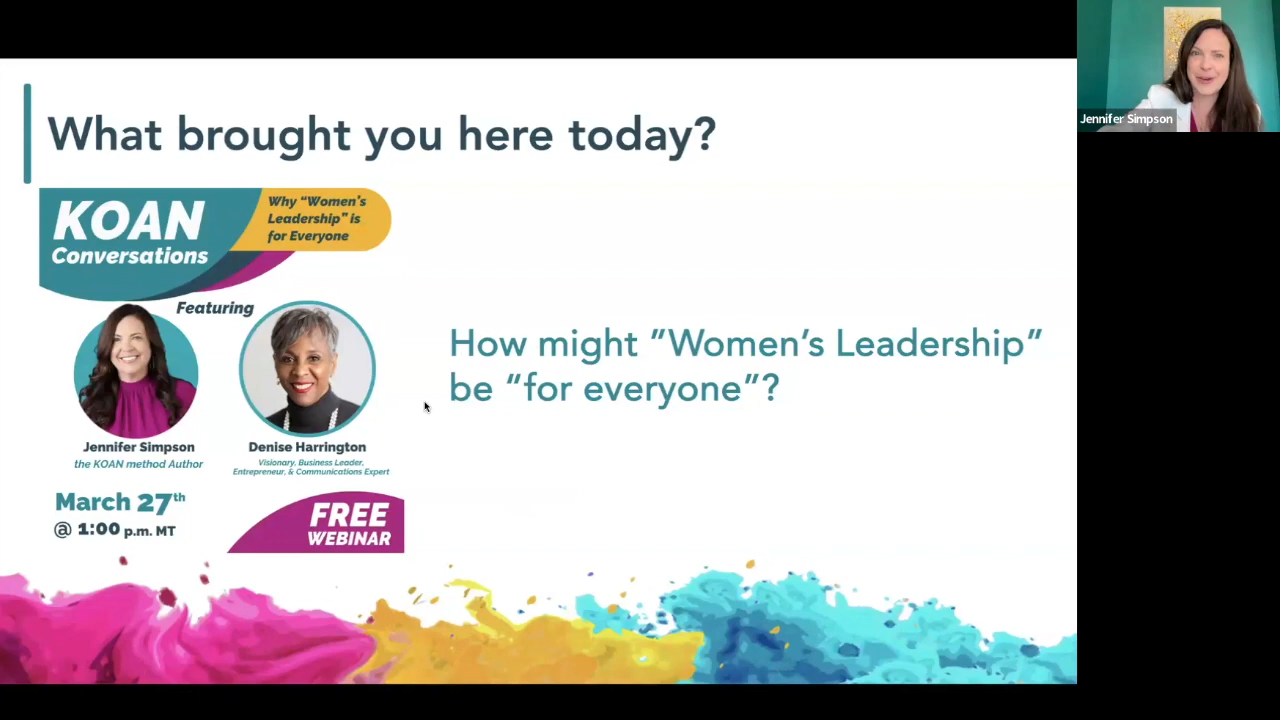 What brought you here today?
KOAN
Conversations
Why “Women’s
Leadership” is
for Everyone
Featuring
Jennifer Simpson
the KOAN method Author
Denise Harrington
Visionary, Business Leader,
Entrepreneur, & Communications Expert
March 27th
@ 1:00 p.m. MT
FREE
WEBINAR
How might “Women’s Leadership”
be “for everyone”?
Jennifer Simpson